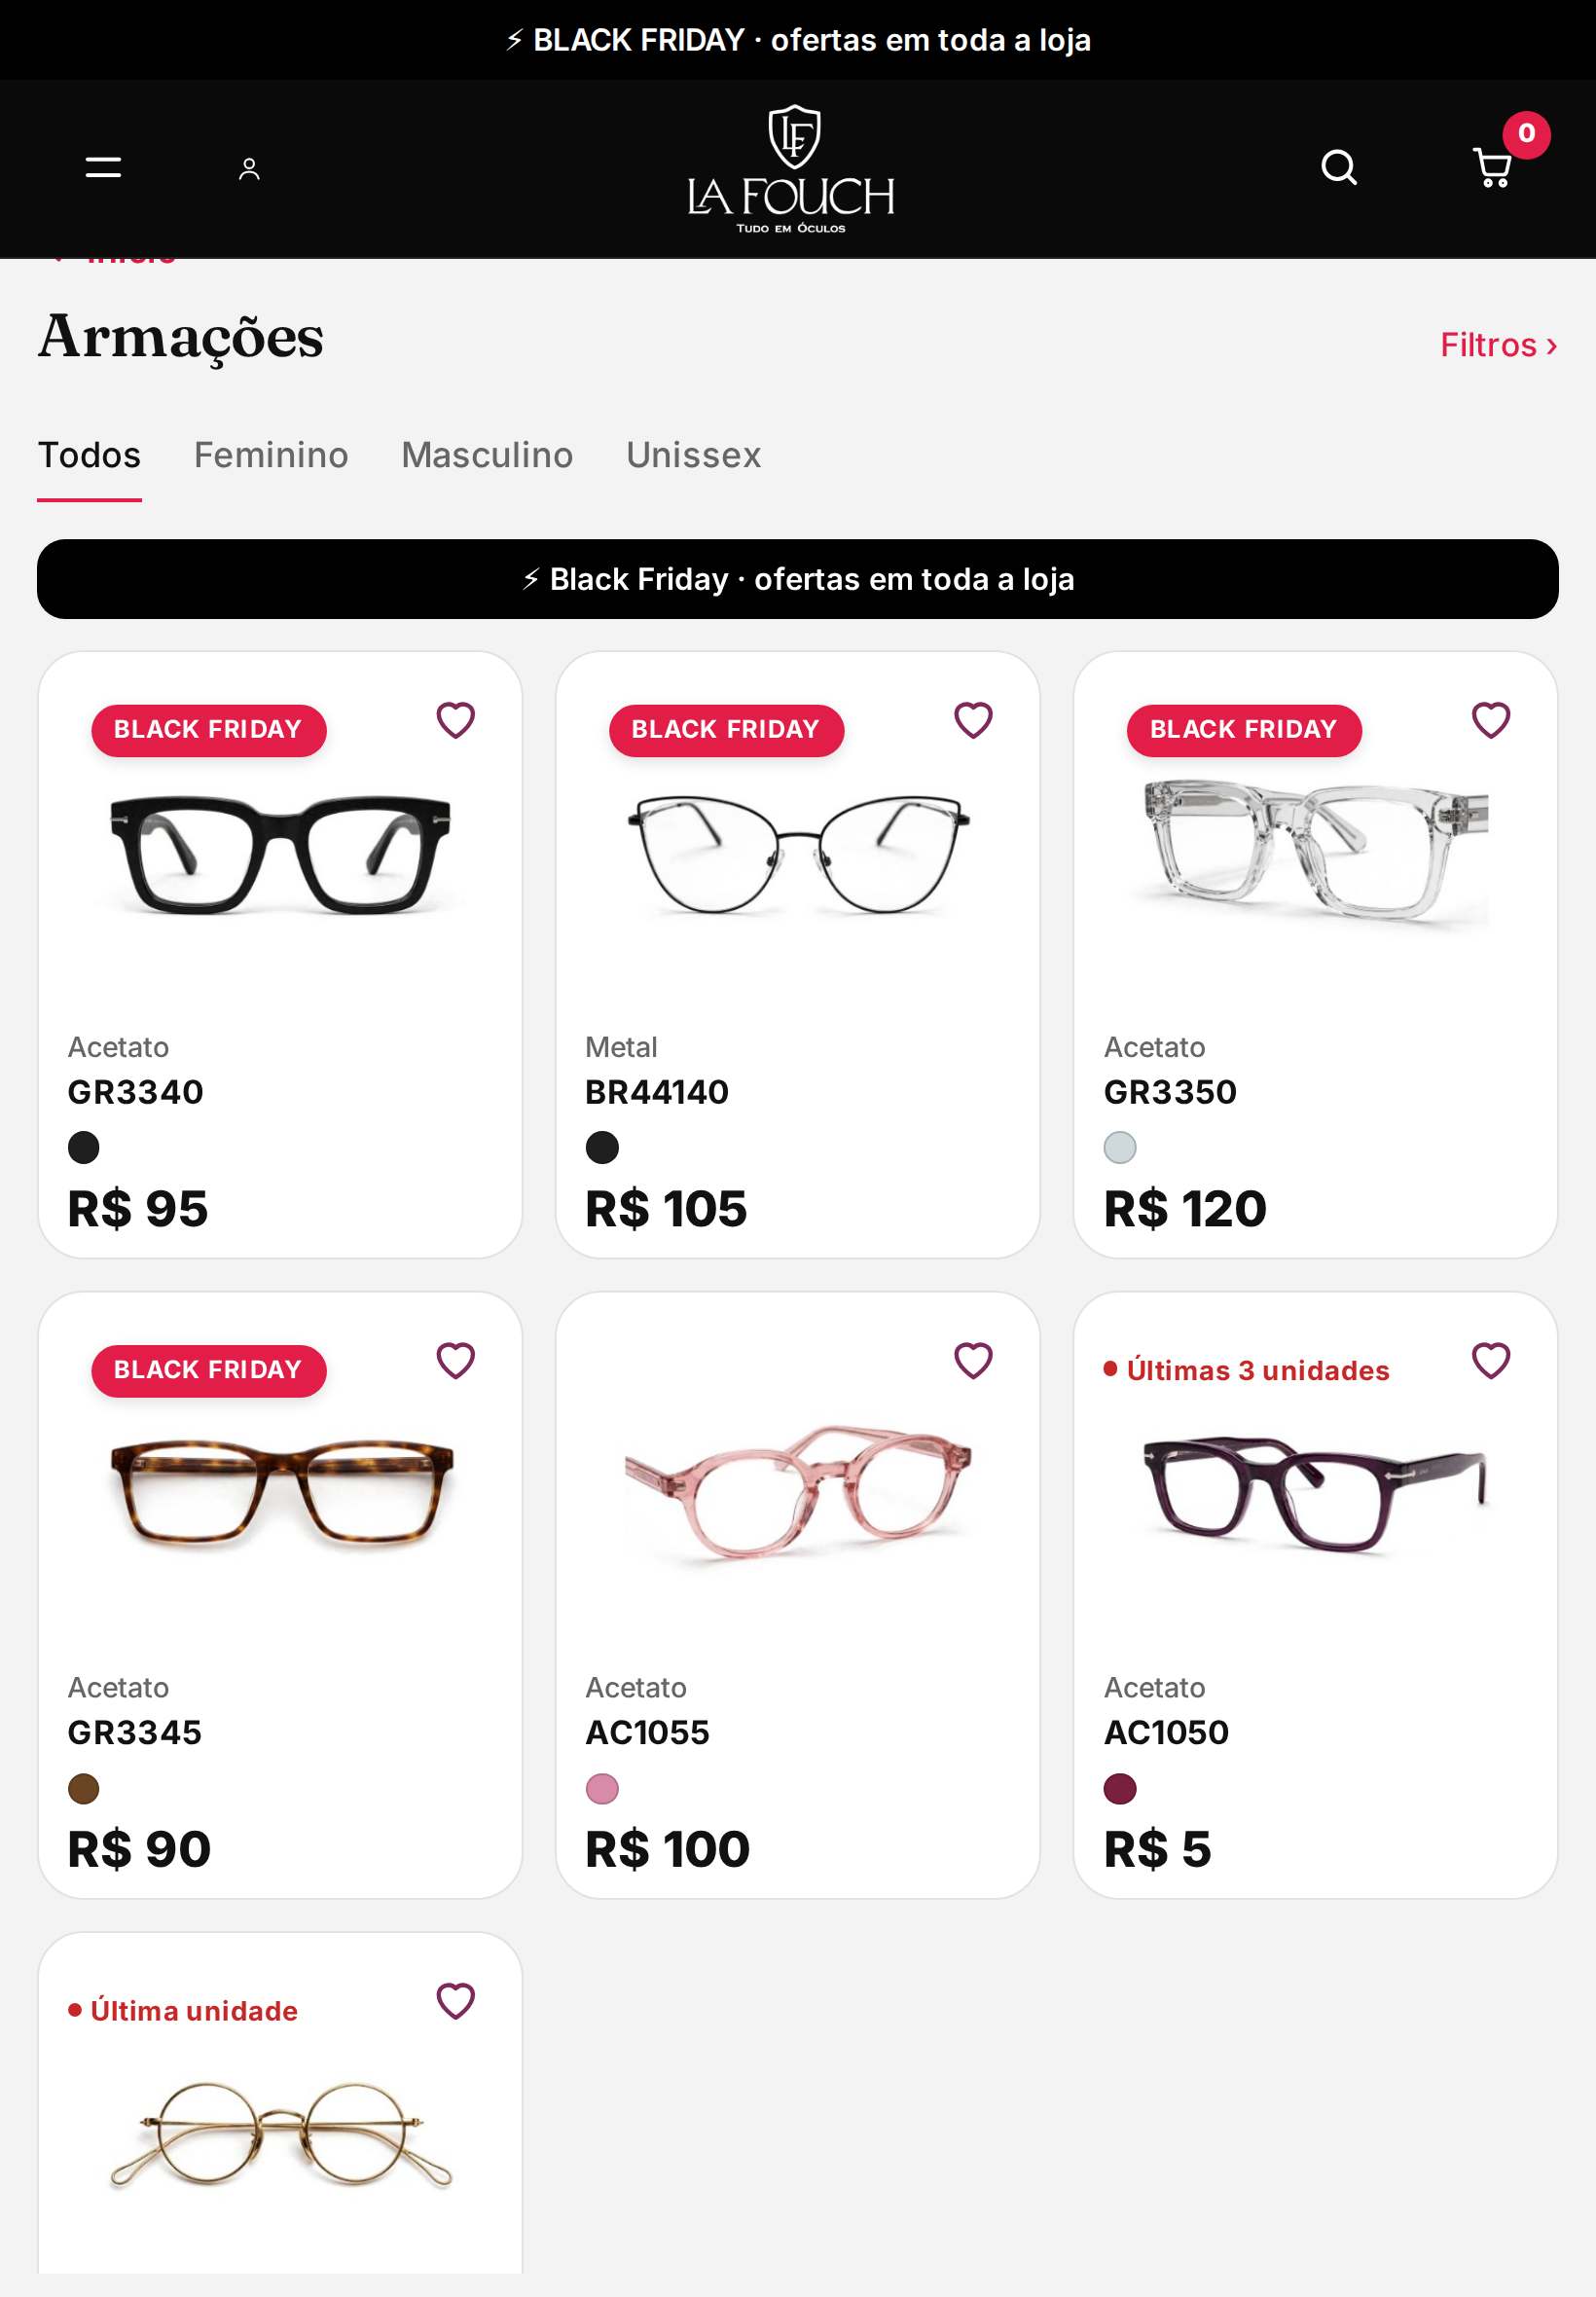 ⚡ BLACK FRIDAY · ofertas em toda a loja
0
LF
LA FOUCH
TUDO EM ÓCULOS
Armações
Filtros ›
Todos Feminino Masculino Unissex
⚡ Black Friday · ofertas em toda a loja
BLACK FRIDAY
Acetato
GR3340
R$ 95
BLACK FRIDAY
Metal
BR44140
R$ 105
BLACK FRIDAY
Acetato
GR3350
R$ 120
BLACK FRIDAY
Acetato
GR3345
R$ 90
Acetato
AC1055
R$ 100
Últimas 3 unidades
Acetato
AC1050
R$ 5
Última unidade